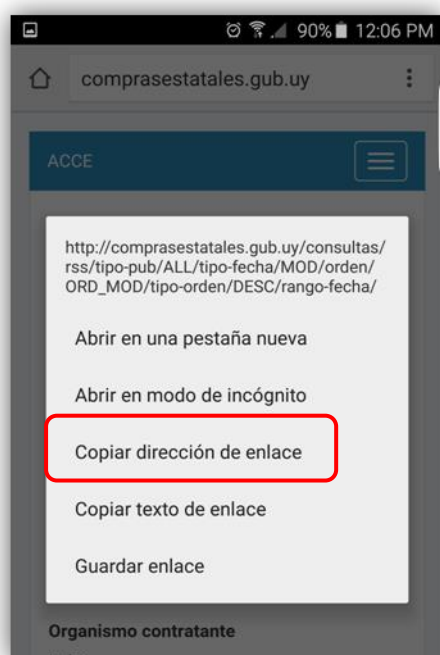 90% 12:06 PM
comprasestatales.gub.uy
ACCE
http://comprasestatales.gub.uy/consultas/
rss/tipo-pub/ALL/tipo-fecha/MOD/orden/
ORD_MOD/tipo-orden/DESC/rango-fecha/
Abrir en una pestaña nueva
Abrir en modo de incógnito
Copiar dirección de enlace
Copiar texto de enlace
Guardar enlace
Organismo contratante